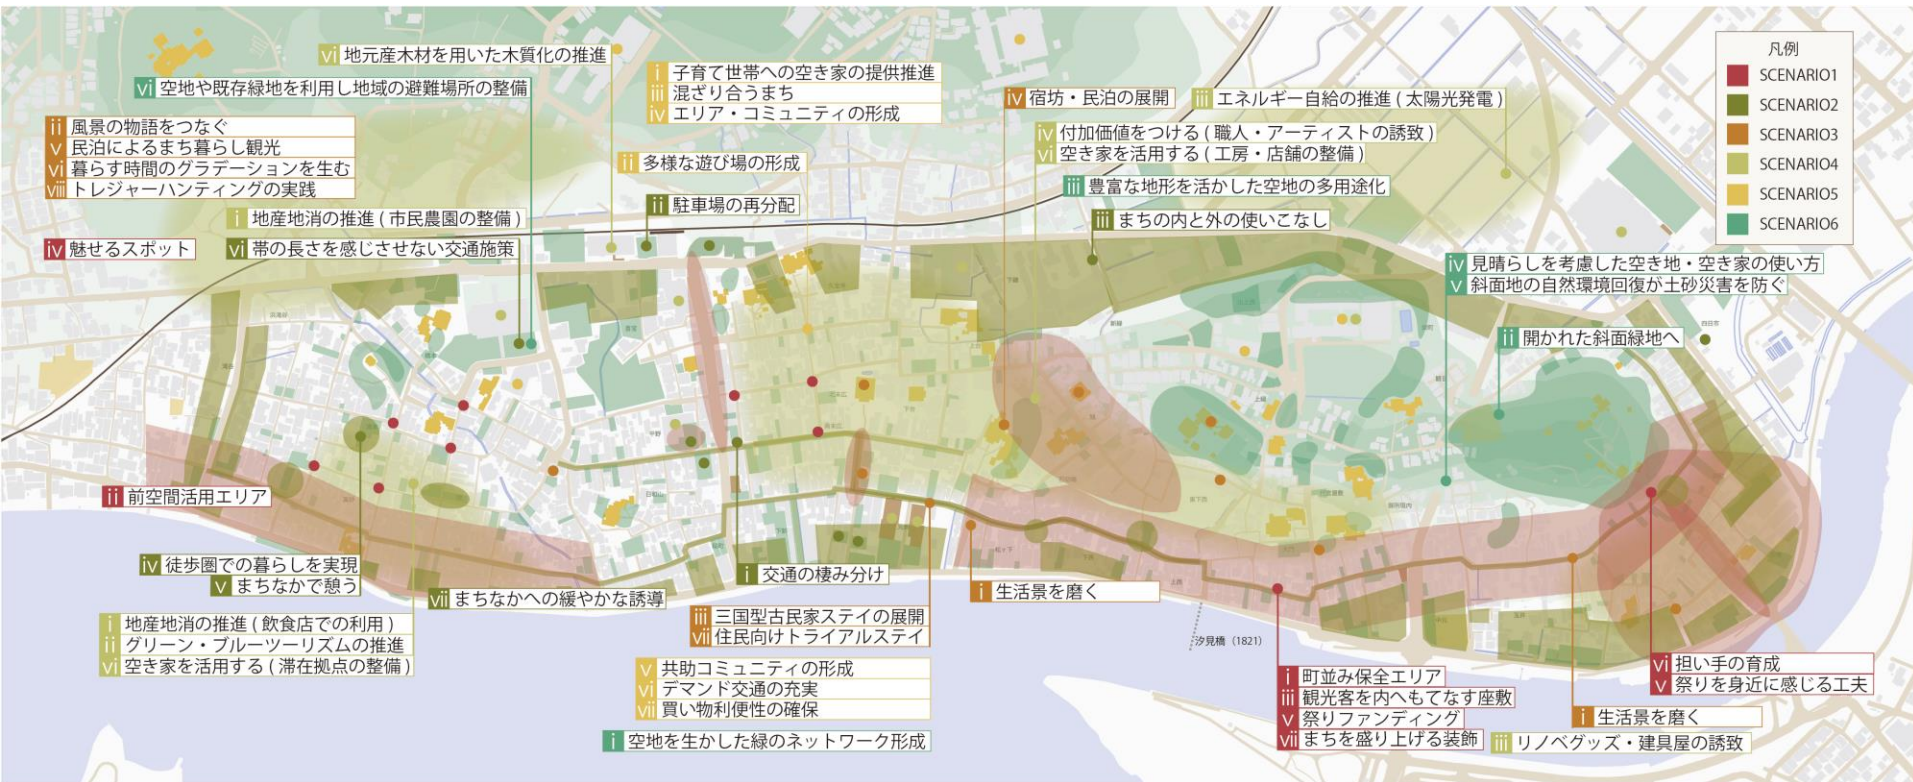 vi 地元産木材を用いた木質化の推進
vi 空地や既存緑地を利用し地域の避難場所の整備
ii 風景の物語をつなぐ
v 民泊によるまち暮らし観光
vi 暮らす時間のグラデーションを生む
viii トレジャーハンティングの実践
i 地産地消の推進 ( 市民農園の整備 )
iv 魅せるスポット
vi 帯の長さを感じさせない交通施策
i 子育て世帯への空き家の提供推進
iii 混ざり合うまち
iv エリア・コミュニティの形成
ii 多様な遊び場の形成
ii 駐車場の再分配
iv 宿坊・民泊の展開
iii エネルギー自給の推進 ( 太陽光発電 )
iv 付加価値をつける ( 職人・アーティストの誘致 )
vi 空き家を活用する ( 工房・店舗の整備 )
iii 豊富な地形を活かした空地の多用途化
iii まちの内と外の使いこなし
凡例
SCENARIO1
SCENARIO2
SCENARIO3
SCENARIO4
SCENARIO5
SCENARIO6
iv 見晴らしを考慮した空き地・空き家の使い方
v 斜面地の自然環境回復が土砂災害を防ぐ
ii 開かれた斜面緑地へ
四日市
ii 前空間活用エリア
iv 徒歩圏での暮らしを実現
v まちなかで憩う
vii まちなかへの緩やかな誘導
i 地産地消の推進 ( 飲食店での利用 )
ii グリーン・ブルーツーリズムの推進
vi 空き家を活用する ( 滞在拠点の整備 )
i 交通の棲み分け
iii 三国型古民家ステイの展開
vii 住民向けトライアルステイ
v 共助コミュニティの形成
vi デマンド交通の充実
vii 買い物利便性の確保
i 空地を生かした緑のネットワーク形成
i 生活景を磨く
汐見橋（1821）
i 町並み保全エリア
iii 観光客を内へもてなす座敷
v 祭りファンディング
vii まちを盛り上げる装飾
vi 担い手の育成
v 祭りを身近に感じる工夫
i 生活景を磨く
iii リノベグッズ・建具屋の誘致